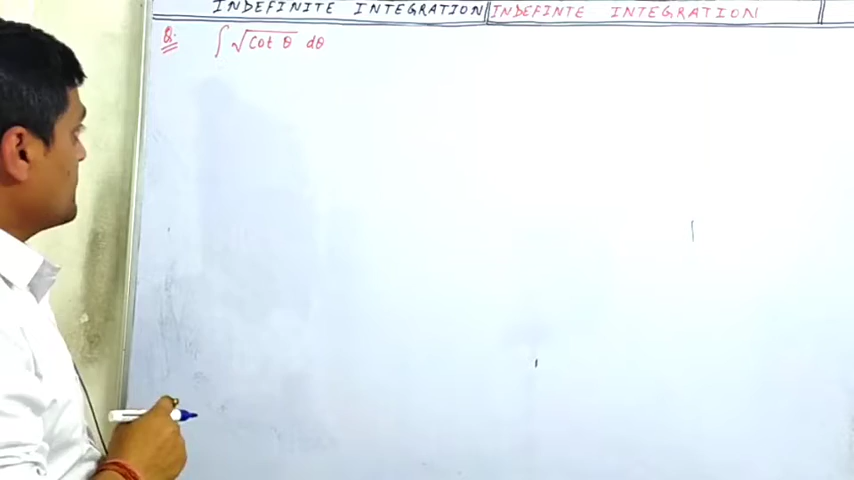 INDEFINITE INTEGRATION INDEFINTE INTEGRATION
Q. ∫ √cot θ dθ